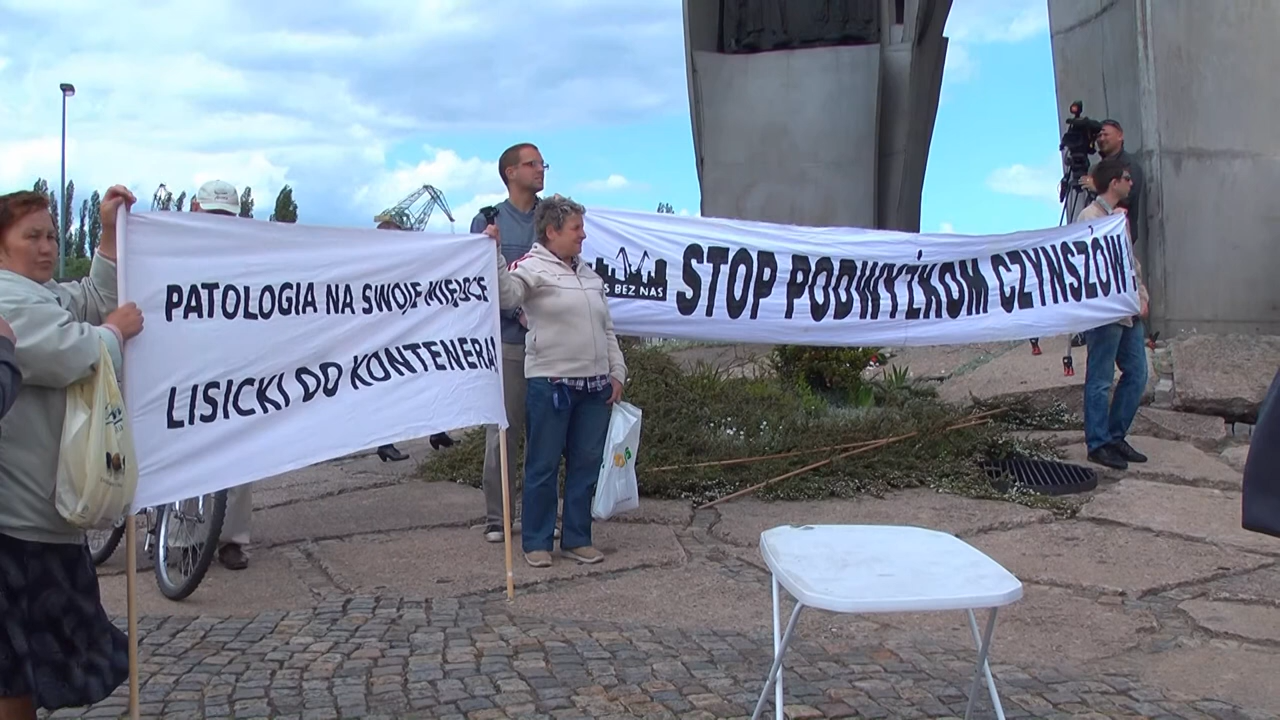 PATOLOGIA NA SWOJE MIEJSCE
LISICKI DO KONTENERA!
BEZ NAS
STOP PODWYŻKOM CZYNSZÓW!